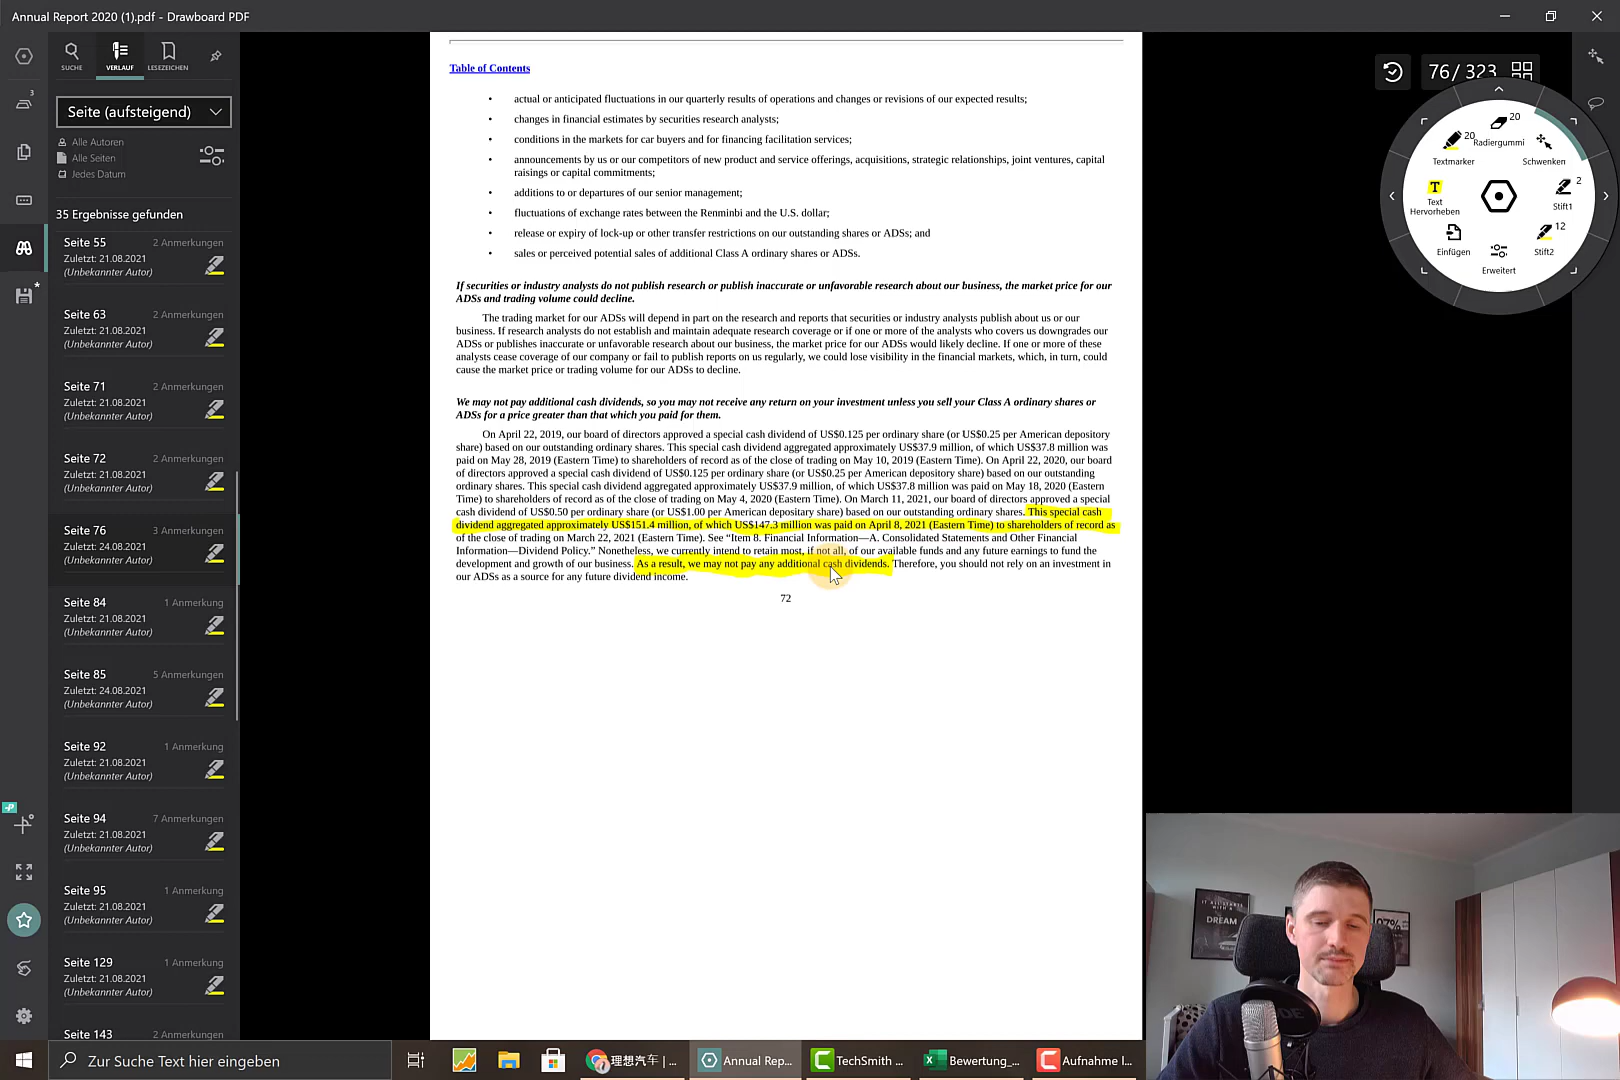 Annual Report 2020 (1).pdf - Drawboard PDF
SUCHE
VERLAUF
LESEZEICHEN
3
Seite (aufsteigend)
Alle Autoren
Alle Seiten
Jedes Datum
35 Ergebnisse gefunden
Seite 55 2 Anmerkungen
Zuletzt: 21.08.2021
(Unbekannter Autor)
Seite 63 2 Anmerkungen
Zuletzt: 21.08.2021
(Unbekannter Autor)
Seite 71 2 Anmerkungen
Zuletzt: 21.08.2021
(Unbekannter Autor)
Seite 72 2 Anmerkungen
Zuletzt: 21.08.2021
(Unbekannter Autor)
Seite 76 3 Anmerkungen
Zuletzt: 24.08.2021
(Unbekannter Autor)
Seite 84 1 Anmerkung
Zuletzt: 21.08.2021
(Unbekannter Autor)
Seite 85 5 Anmerkungen
Zuletzt: 24.08.2021
(Unbekannter Autor)
Seite 92 1 Anmerkung
Zuletzt: 21.08.2021
(Unbekannter Autor)
Seite 94 7 Anmerkungen
Zuletzt: 21.08.2021
(Unbekannter Autor)
Seite 95 1 Anmerkung
Zuletzt: 21.08.2021
(Unbekannter Autor)
Seite 129 1 Anmerkung
Zuletzt: 21.08.2021
(Unbekannter Autor)
Seite 143 2 Anmerkungen
Table of Contents
• actual or anticipated fluctuations in our quarterly results of operations and changes or revisions of our expected results;
• changes in financial estimates by securities research analysts;
• conditions in the markets for car buyers and for financing facilitation services;
• announcements by us or our competitors of new product and service offerings, acquisitions, strategic relationships, joint ventures, capital
raisings or capital commitments;
• additions to or departures of our senior management;
• fluctuations of exchange rates between the Renminbi and the U.S. dollar;
• release or expiry of lock-up or other transfer restrictions on our outstanding shares or ADSs; and
• sales or perceived potential sales of additional Class A ordinary shares or ADSs.
If securities or industry analysts do not publish research or publish inaccurate or unfavorable research about our business, the market price for our
ADSs and trading volume could decline.
The trading market for our ADSs will depend in part on the research and reports that securities or industry analysts publish about us or our
business. If research analysts do not establish and maintain adequate research coverage or if one or more of the analysts who covers us downgrades our
ADSs or publishes inaccurate or unfavorable research about our business, the market price for our ADSs would likely decline. If one or more of these
analysts cease coverage of our company or fail to publish reports on us regularly, we could lose visibility in the financial markets, which, in turn, could
cause the market price or trading volume for our ADSs to decline.
We may not pay additional cash dividends, so you may not receive any return on your investment unless you sell your Class A ordinary shares or
ADSs for a price greater than that which you paid for them.
On April 22, 2019, our board of directors approved a special cash dividend of US$0.125 per ordinary share (or US$0.25 per American depository
share) based on our outstanding ordinary shares. This special cash dividend aggregated approximately US$37.9 million, of which US$37.8 million was
paid on May 28, 2019 (Eastern Time) to shareholders of record as of the close of trading on May 10, 2019 (Eastern Time). On April 22, 2020, our board
of directors approved a special cash dividend of US$0.125 per ordinary share (or US$0.25 per American depositary share) based on our outstanding
ordinary shares. This special cash dividend aggregated approximately US$37.9 million, of which US$37.8 million was paid on May 18, 2020 (Eastern
Time) to shareholders of record as of the close of trading on May 4, 2020 (Eastern Time). On March 11, 2021, our board of directors approved a special
cash dividend of US$0.50 per ordinary share (or US$1.00 per American depositary share) based on our outstanding ordinary shares. This special cash
dividend aggregated approximately US$151.4 million, of which US$147.3 million was paid on April 8, 2021 (Eastern Time) to shareholders of record as
of the close of trading on March 22, 2021 (Eastern Time). See “Item 8. Financial Information—A. Consolidated Statements and Other Financial
Information—Dividend Policy.” Nonetheless, we currently intend to retain most, if not all, of our available funds and any future earnings to fund the
development and growth of our business. As a result, we may not pay any additional cash dividends. Therefore, you should not rely on an investment in
our ADSs as a source for any future dividend income.
72
76/ 323
20
Radiergummi
20
Textmarker
Schwenken
T
Text
Hervorheben
2
Stift1
Einfügen
12
Stift2
Erweitert
DREAM
97%
Zur Suche Text hier eingeben
理想汽车 | ...
Annual Rep...
TechSmith ...
Bewertung_...
Aufnahme l...